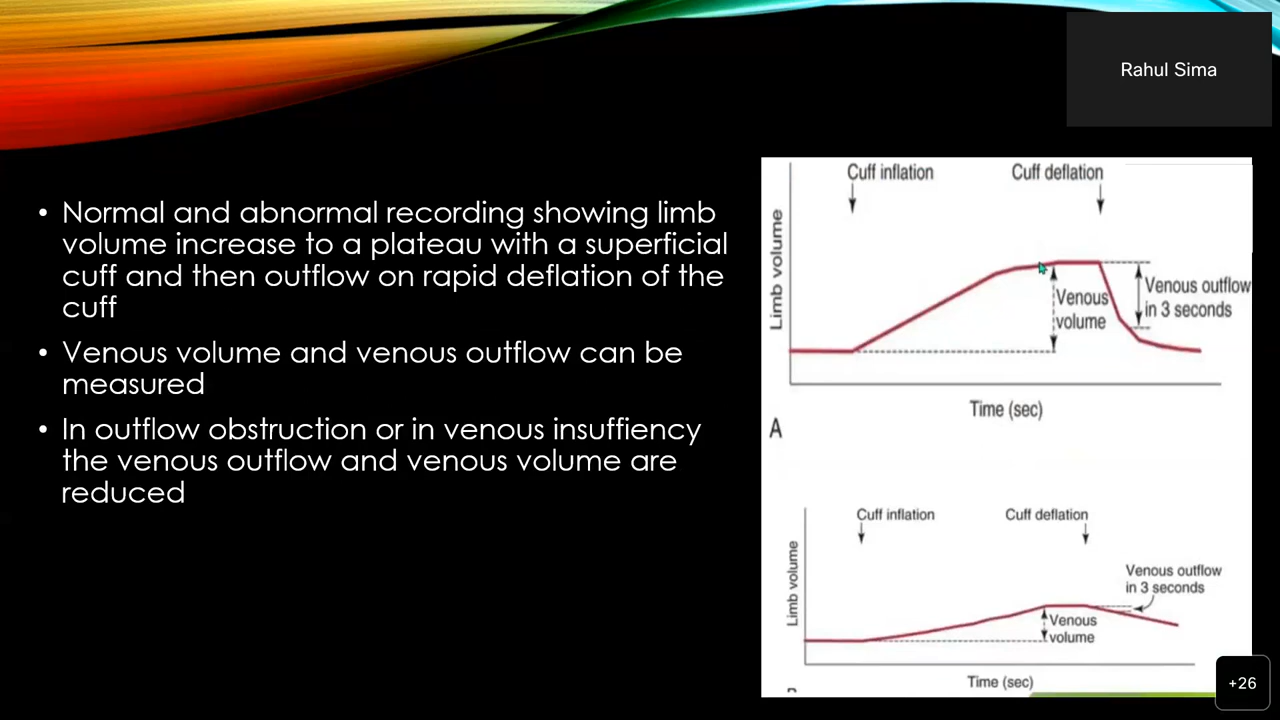 Rahul Sima
• Normal and abnormal recording showing limb
volume increase to a plateau with a superficial
cuff and then outflow on rapid deflation of the
cuff
• Venous volume and venous outflow can be
measured
• In outflow obstruction or in venous insuffiency
the venous outflow and venous volume are
reduced
Cuff inflation
Cuff deflation
Limb volume
Venous
volume
Venous outflow
in 3 seconds
Time (sec)
A
Cuff inflation
Cuff deflation
Limb volume
Venous outflow
in 3 seconds
Venous
volume
Time (sec)
+26